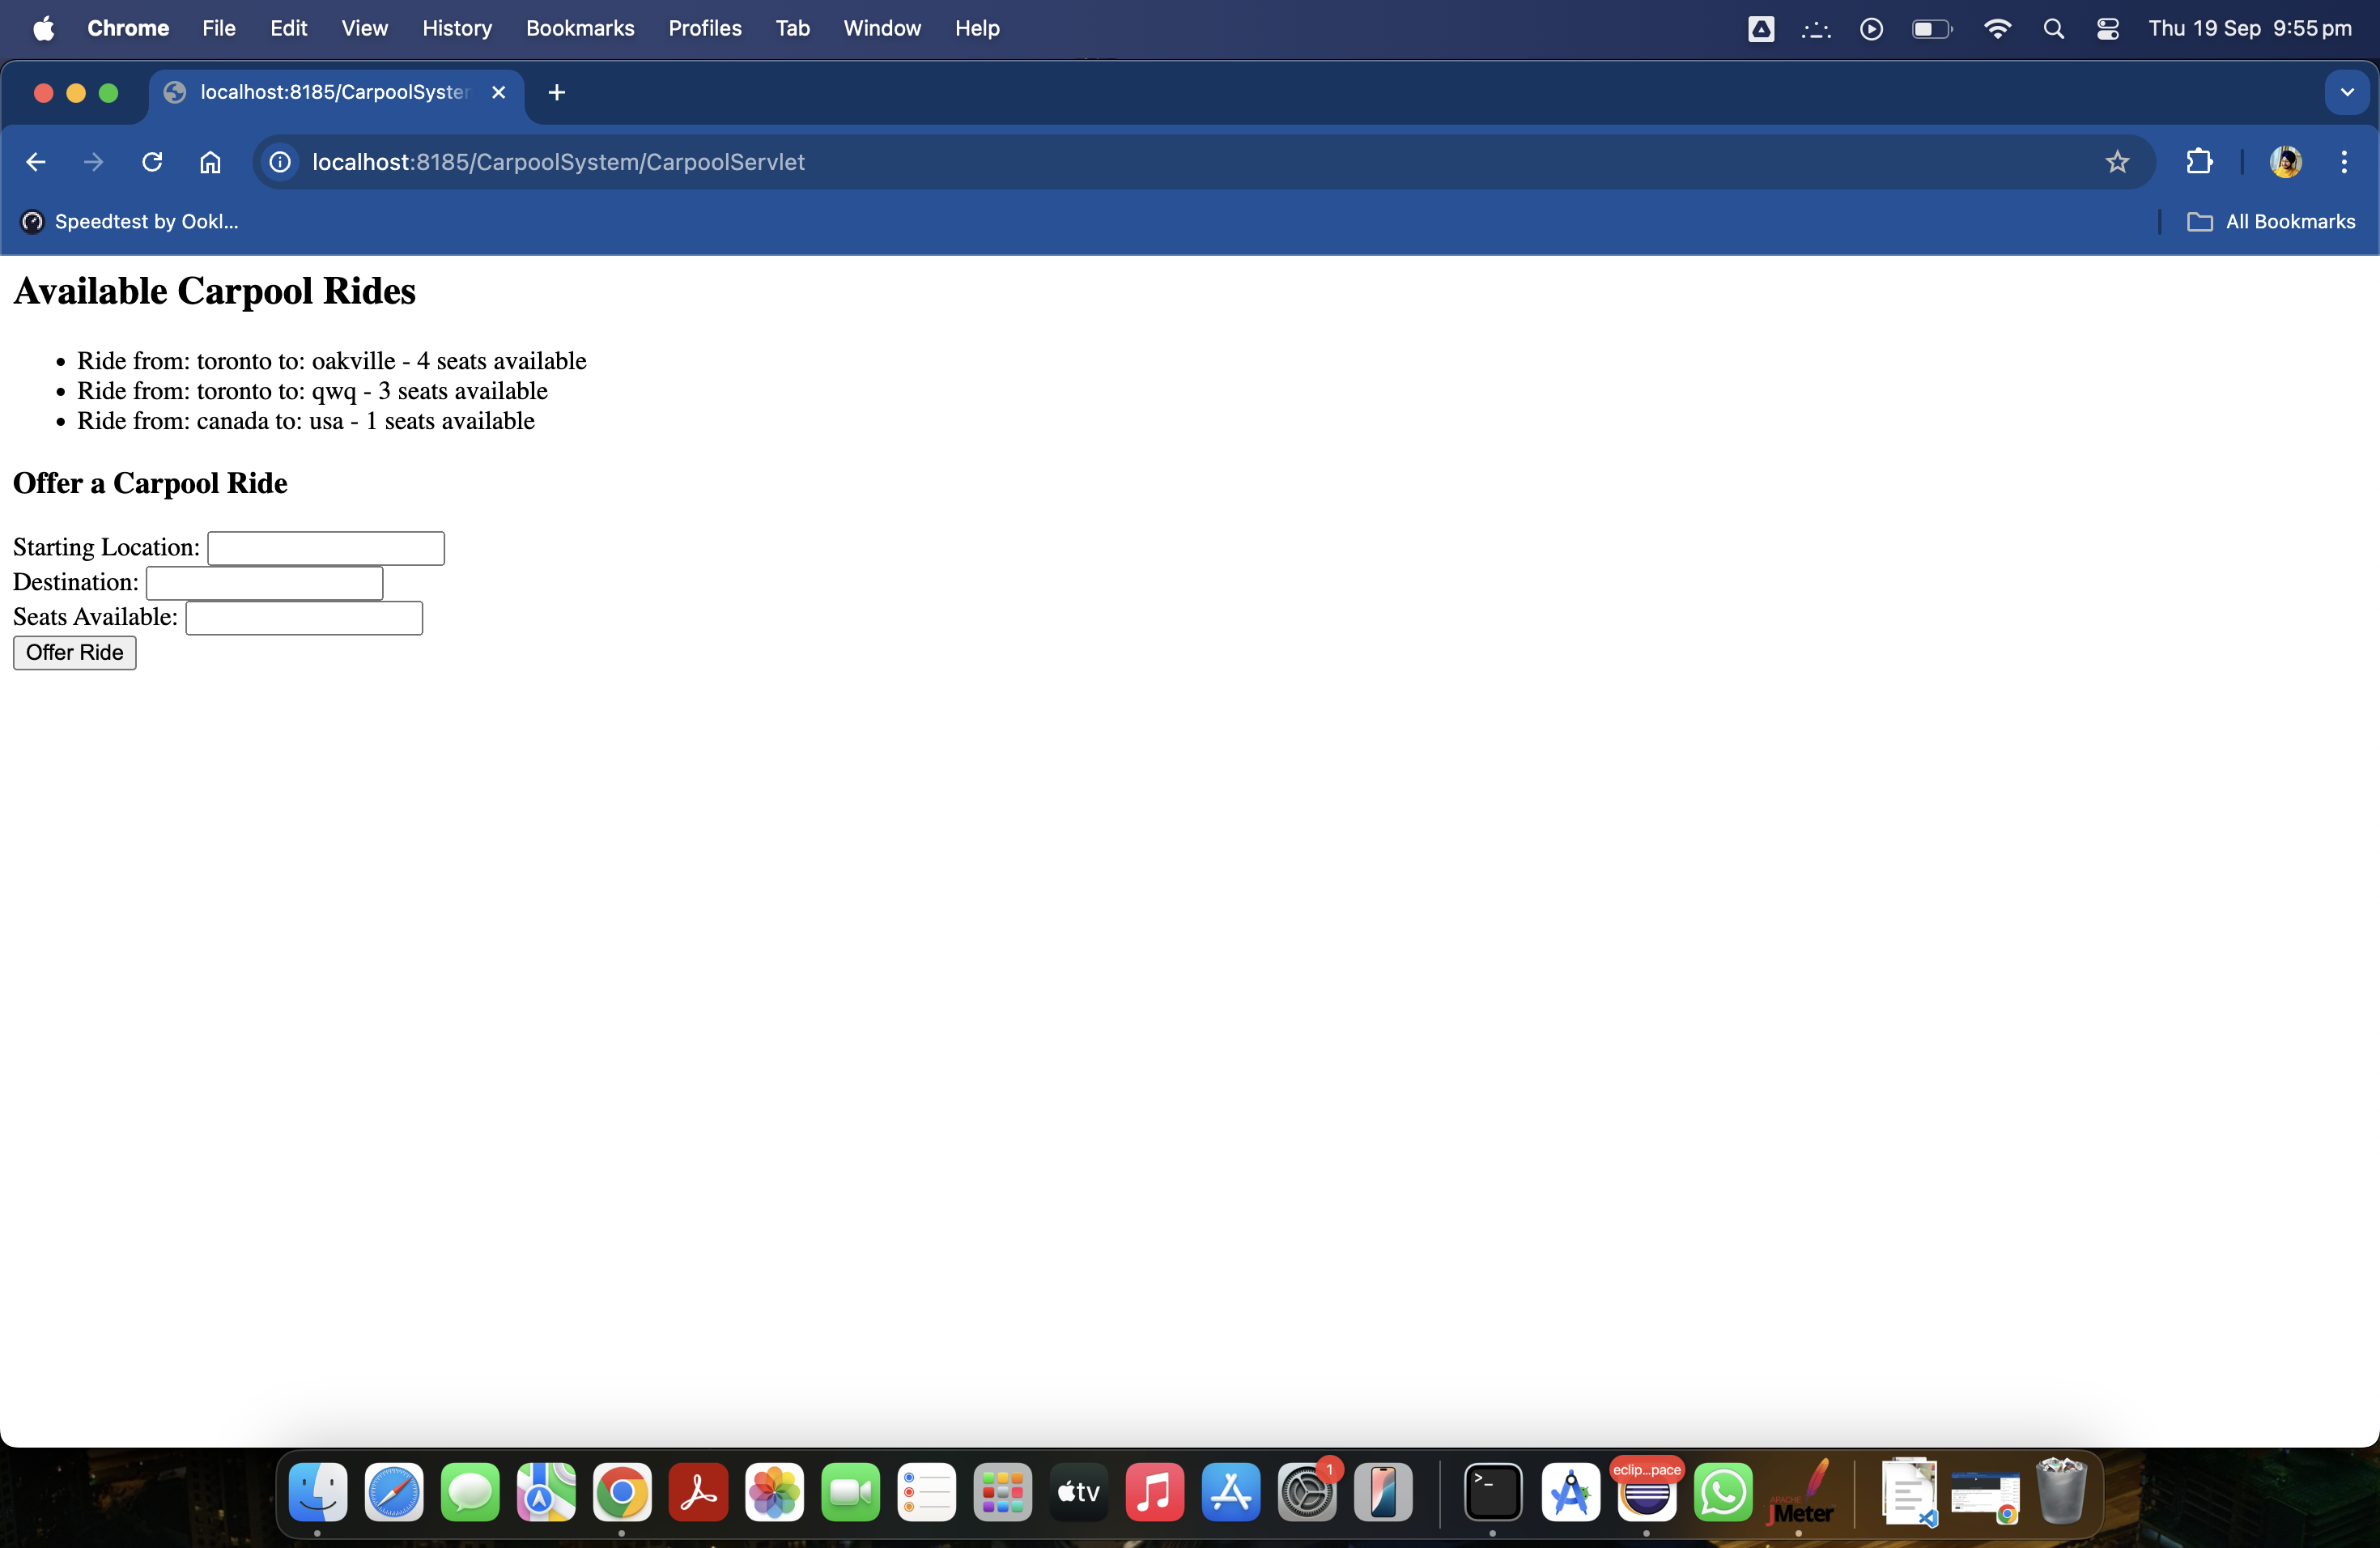 Chrome File Edit View History Bookmarks Profiles Tab Window Help Thu 19 Sep 9:55 pm
localhost:8185/CarpoolSyster
localhost:8185/CarpoolSystem/CarpoolServlet
Speedtest by Ookl... All Bookmarks
Available Carpool Rides
• Ride from: toronto to: oakville - 4 seats available
• Ride from: toronto to: qwq - 3 seats available
• Ride from: canada to: usa - 1 seats available
Offer a Carpool Ride
Starting Location:
Destination:
Seats Available:
Offer Ride
1
eclip...pace
tv
>_
APACHE
JMeter